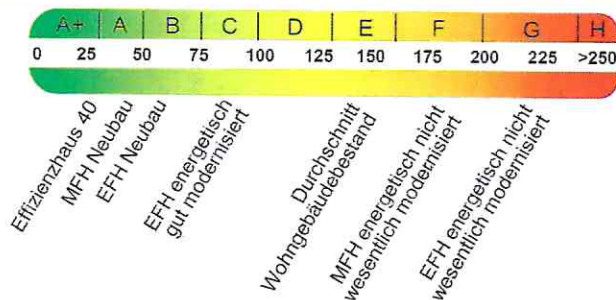 A+ A B C D E F G H
0 25 50 75 100 125 150 175 200 225 >250
Effizienzhaus 40
MFH Neubau
EFH Neubau
EFH energetisch
gut modernisiert
Durchschnitt
Wohngebäudebestand
MFH energetisch nicht
wesentlich modernisiert
EFH energetisch nicht
wesentlich modernisiert